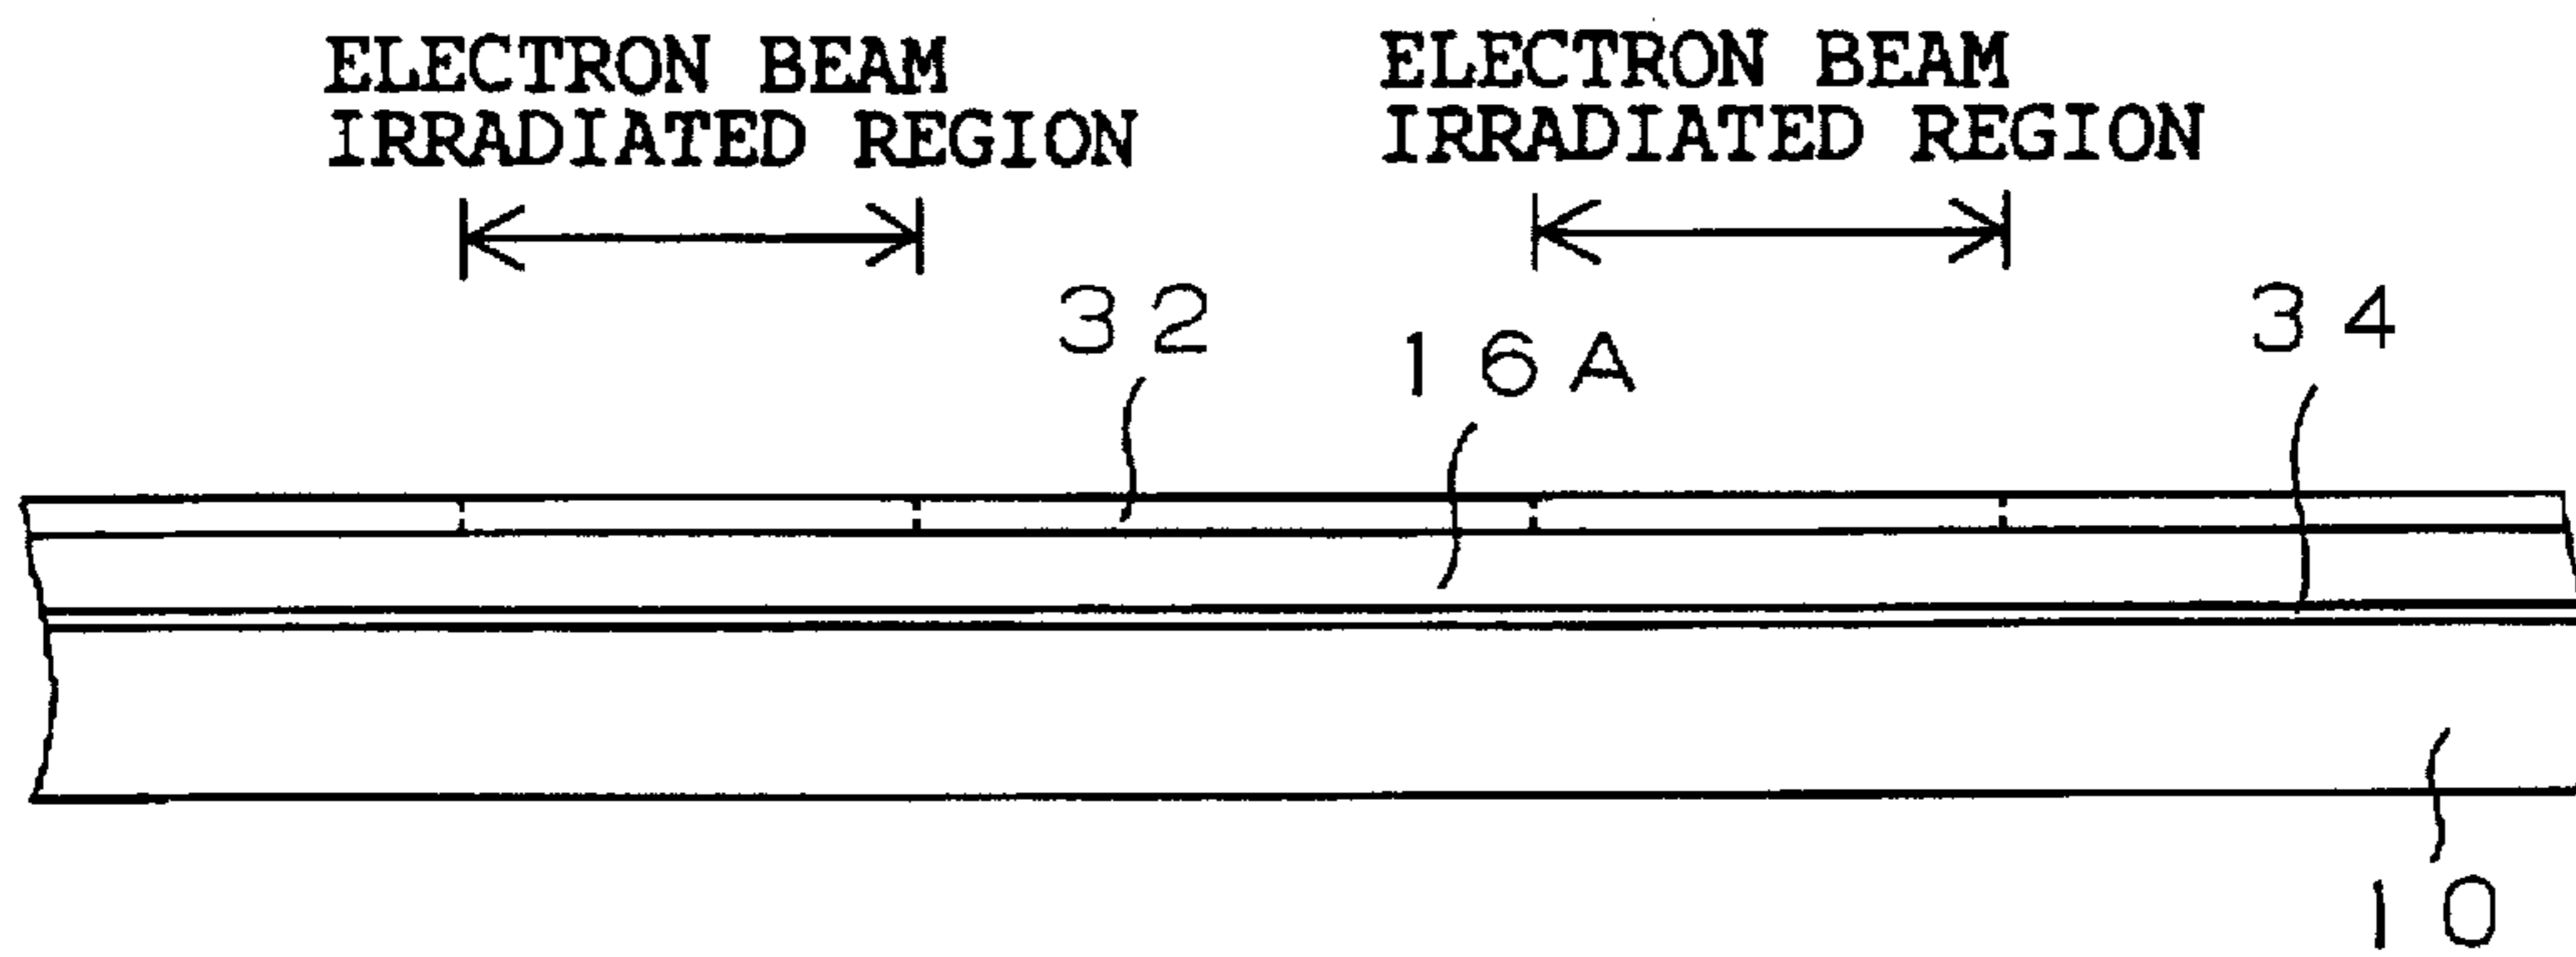 ELECTRON BEAM
IRRADIATED REGION
ELECTRON BEAM
IRRADIATED REGION
32
16A
34
10